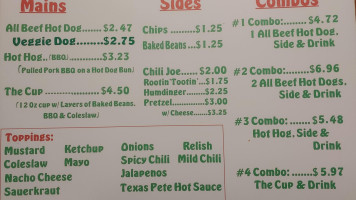 Mains
All Beef Hot Dog......$2.47
Veggie Dog........$2.75
Hot Hog..(BBQ)............$3.23
(Pulled Pork BBQ on a Hot Dog Bun)
The Cup ..................$4.50
(12 Oz cup w/ Layers of Baked Beans.
BBQ & Coleslaw)
Sides
Chips ..........$1.25
Baked Beans...$1.25
Chili Joe...... $2.00
Rootin' Tootin'...$1.75
Humdinger.......$2.25
Pretzel............$3.00
w/ Cheese.......$3.25
Combos
#1 Combo:.......$4.72
1 All Beef Hot Dog.
Side & Drink
#2 Combo:.......$6.96
2 All Beef Hot Dogs.
Side & Drink
#3 Combo:...... $5.48
Hot Hog. Side &
Drink
#4 Combo:.......$ 5.97
The Cup & Drink
Toppings:
Mustard Ketchup Onions Relish
Coleslaw Mayo Spicy Chili Mild Chili
Nacho Cheese Jalapenos
Sauerkraut Texas Pete Hot Sauce